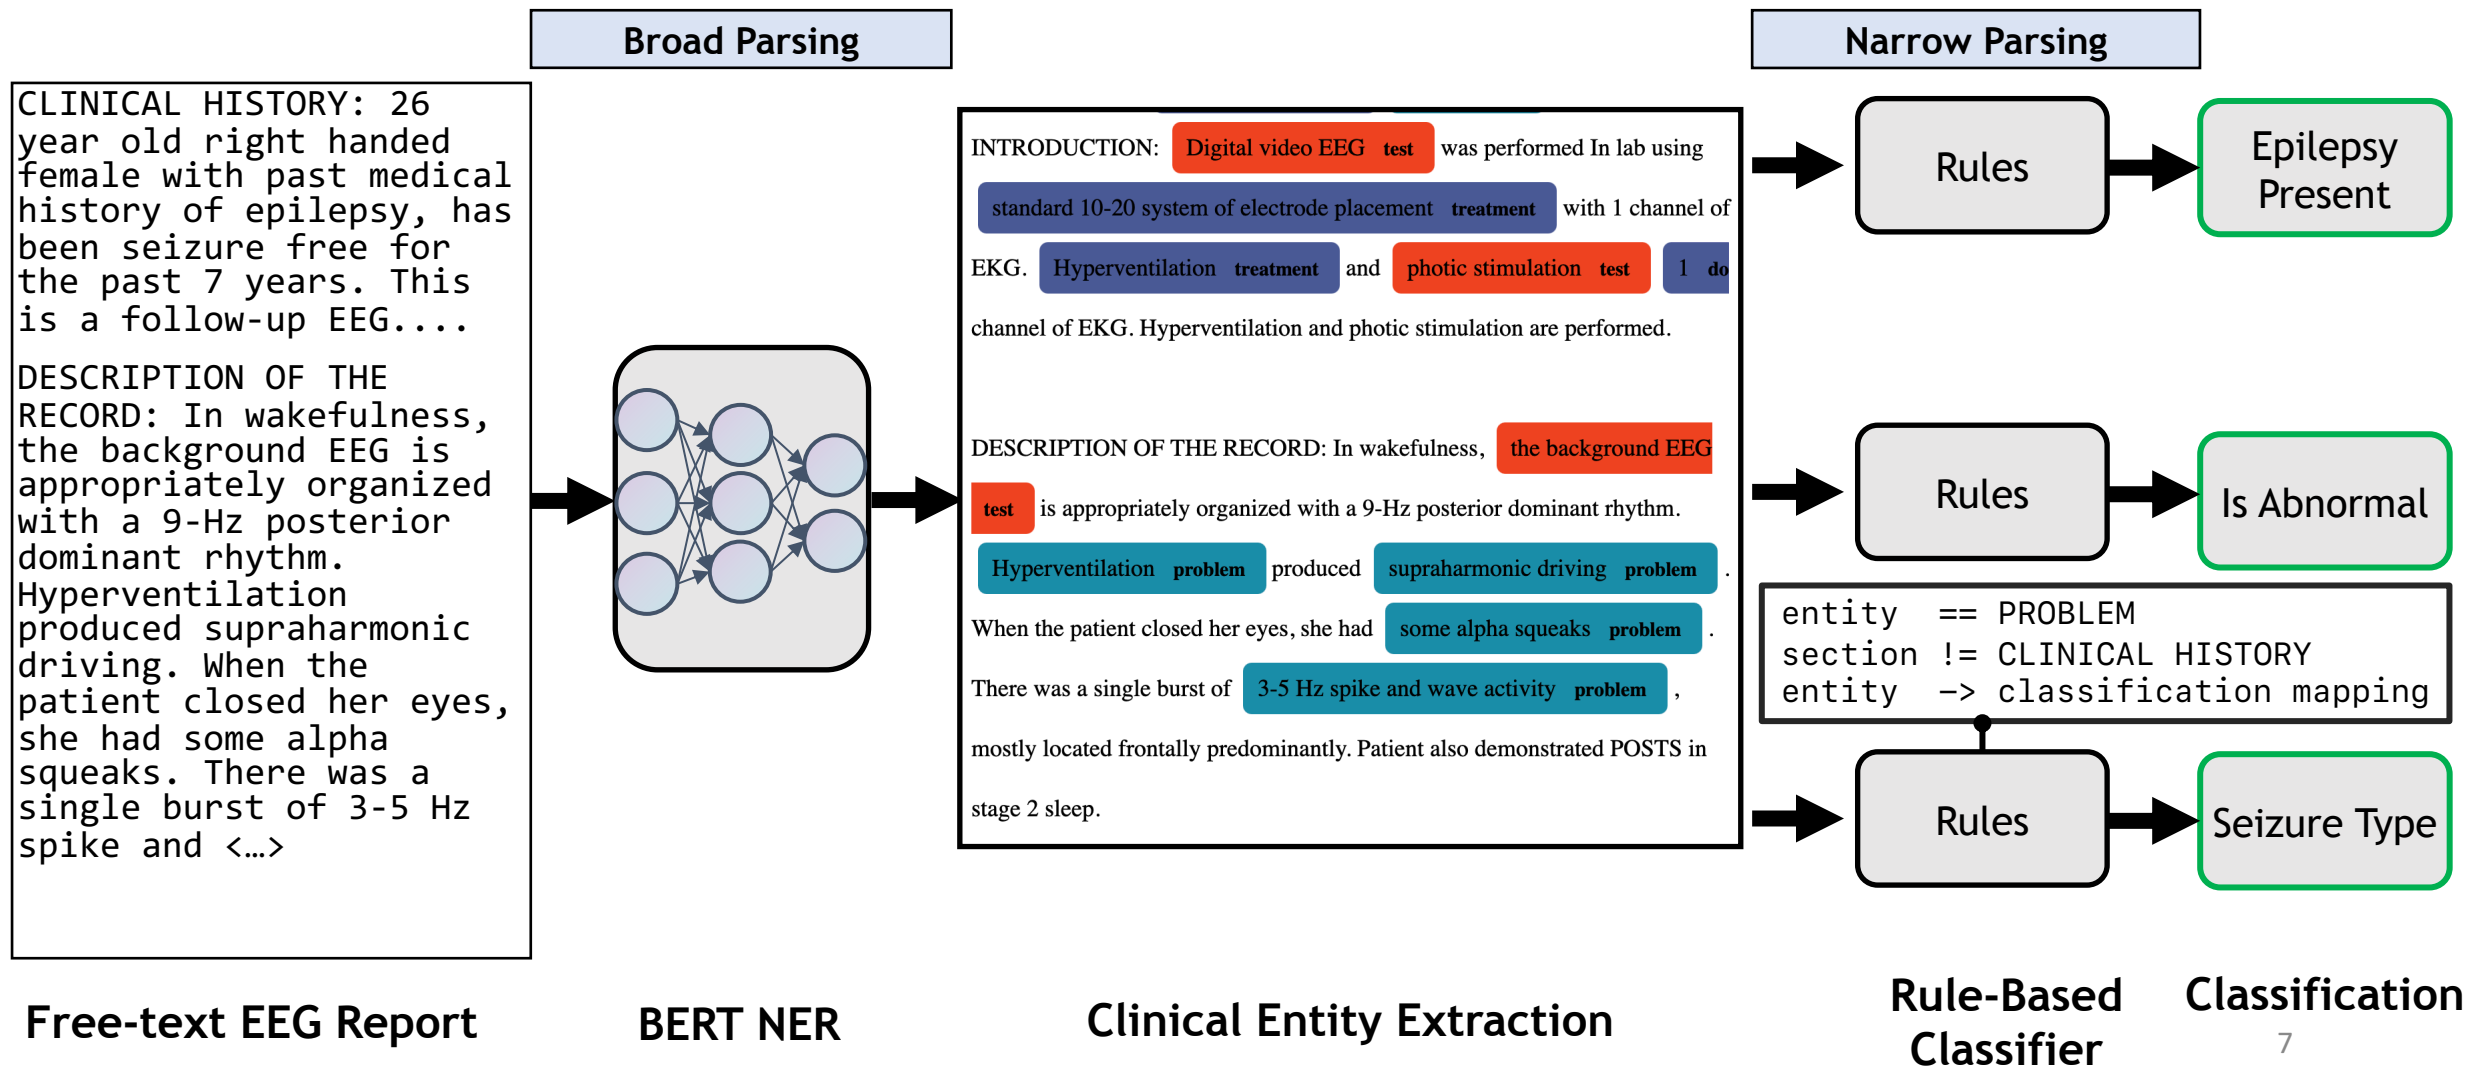 Broad Parsing
Narrow Parsing
CLINICAL HISTORY: 26
year old right handed
female with past medical
history of epilepsy, has
been seizure free for
the past 7 years. This
is a follow-up EEG....
DESCRIPTION OF THE
RECORD: In wakefulness,
the background EEG is
appropriately organized
with a 9-Hz posterior
dominant rhythm.
Hyperventilation
produced supraharmonic
driving. When the
patient closed her eyes,
she had some alpha
squeaks. There was a
single burst of 3-5 Hz
spike and <…>
INTRODUCTION: Digital video EEG test was performed In lab using
standard 10-20 system of electrode placement treatment with 1 channel of
EKG. Hyperventilation treatment and photic stimulation test 1 do
channel of EKG. Hyperventilation and photic stimulation are performed.
DESCRIPTION OF THE RECORD: In wakefulness, the background EEG
test is appropriately organized with a 9-Hz posterior dominant rhythm.
Hyperventilation problem produced supraharmonic driving problem .
When the patient closed her eyes, she had some alpha squeaks problem .
There was a single burst of 3-5 Hz spike and wave activity problem ,
mostly located frontally predominantly. Patient also demonstrated POSTS in
stage 2 sleep.
Rules
Epilepsy
Present
Rules
Is Abnormal
entity == PROBLEM
section != CLINICAL HISTORY
entity –> classification mapping
Rules
Seizure Type
Free-text EEG Report
BERT NER
Clinical Entity Extraction
Rule-Based
Classifier
Classification
7